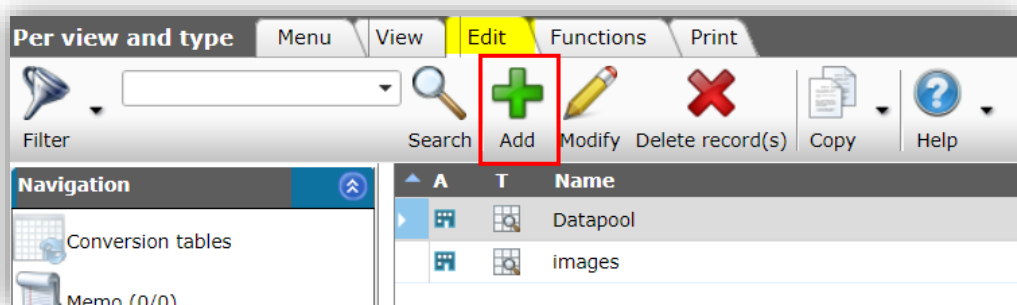 Per view and type Menu View Edit Functions Print
Filter Search Add Modify Delete record(s) Copy Help
Navigation A T Name
Datapool
Conversion tables
images
Memo (0/0)